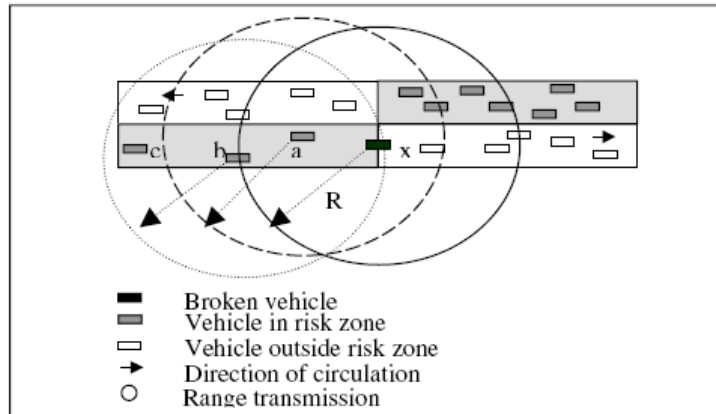 c b a x
R
Broken vehicle
Vehicle in risk zone
Vehicle outside risk zone
Direction of circulation
Range transmission